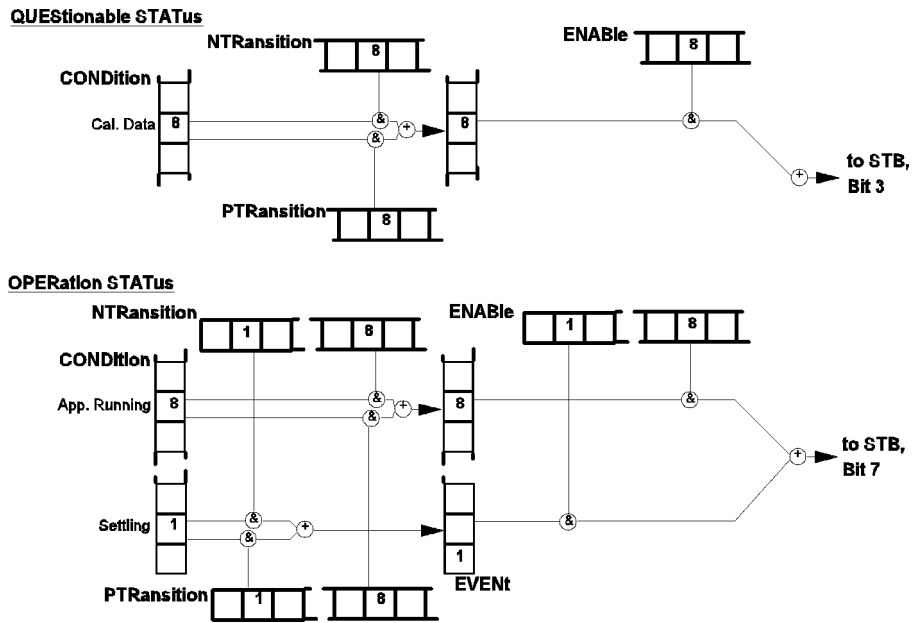 QUEStionable STATus
NTRansition
8
ENABle
8
CONDition
Cal. Data
8
&
&
+
8
&
+
to STB,
Bit 3
PTRansition
8
OPERation STATus
NTRansition
1
8
ENABle
1
8
CONDItion
App. Running
8
&
&
+
8
&
+
to STB,
Bit 7
Settling
1
&
&
+
1
&
EVENt
PTRansition
1
8